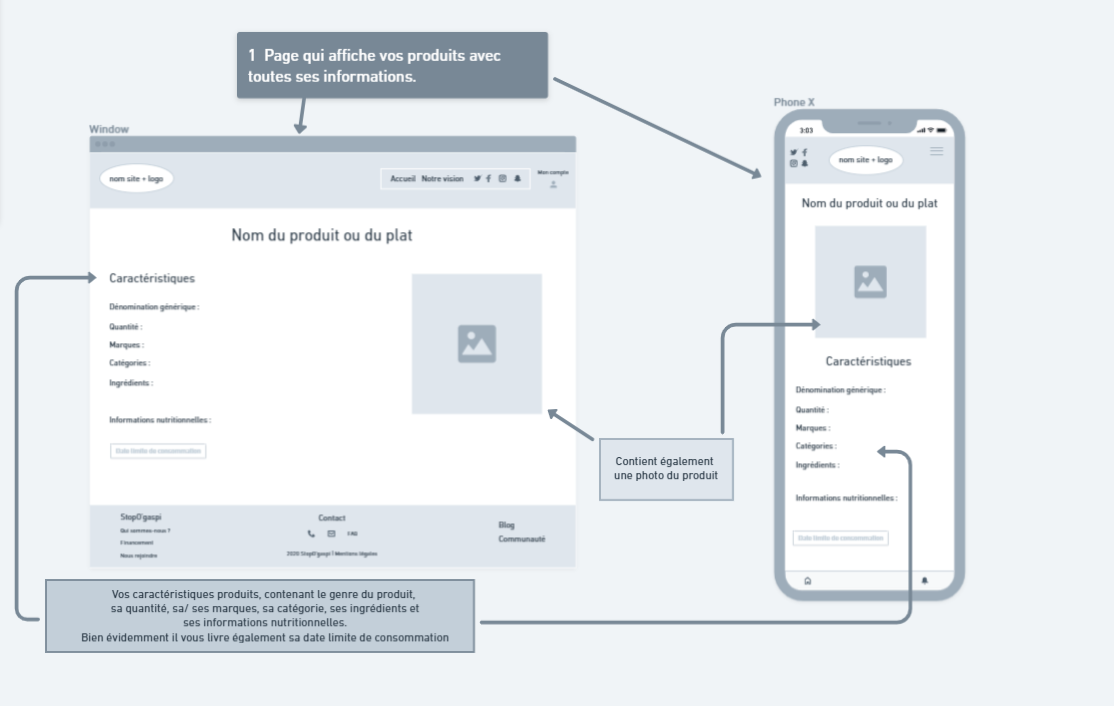 1 Page qui affiche vos produits avec
toutes ses informations.
Window
nom site + logo
Accueil Notre vision
Mon compte
Nom du produit ou du plat
Caractéristiques
Dénomination générique :
Quantité :
Marques :
Catégories :
Ingrédients :
Informations nutritionnelles :
Date limite de consommation
StopO'gaspi
Qui sommes-nous ?
Financement
Nous rejoindre
Contact
FAQ
2020 StopO'gaspi | Mentions légales
Blog
Communauté
Phone X
3:03
nom site + logo
Nom du produit ou du plat
Caractéristiques
Dénomination générique :
Quantité :
Marques :
Catégories :
Ingrédients :
Informations nutritionnelles :
Date limite de consommation
Contient également
une photo du produit
Vos caractéristiques produits, contenant le genre du produit,
sa quantité, sa/ ses marques, sa catégorie, ses ingrédients et
ses informations nutritionnelles.
Bien évidemment il vous livre également sa date limite de consommation